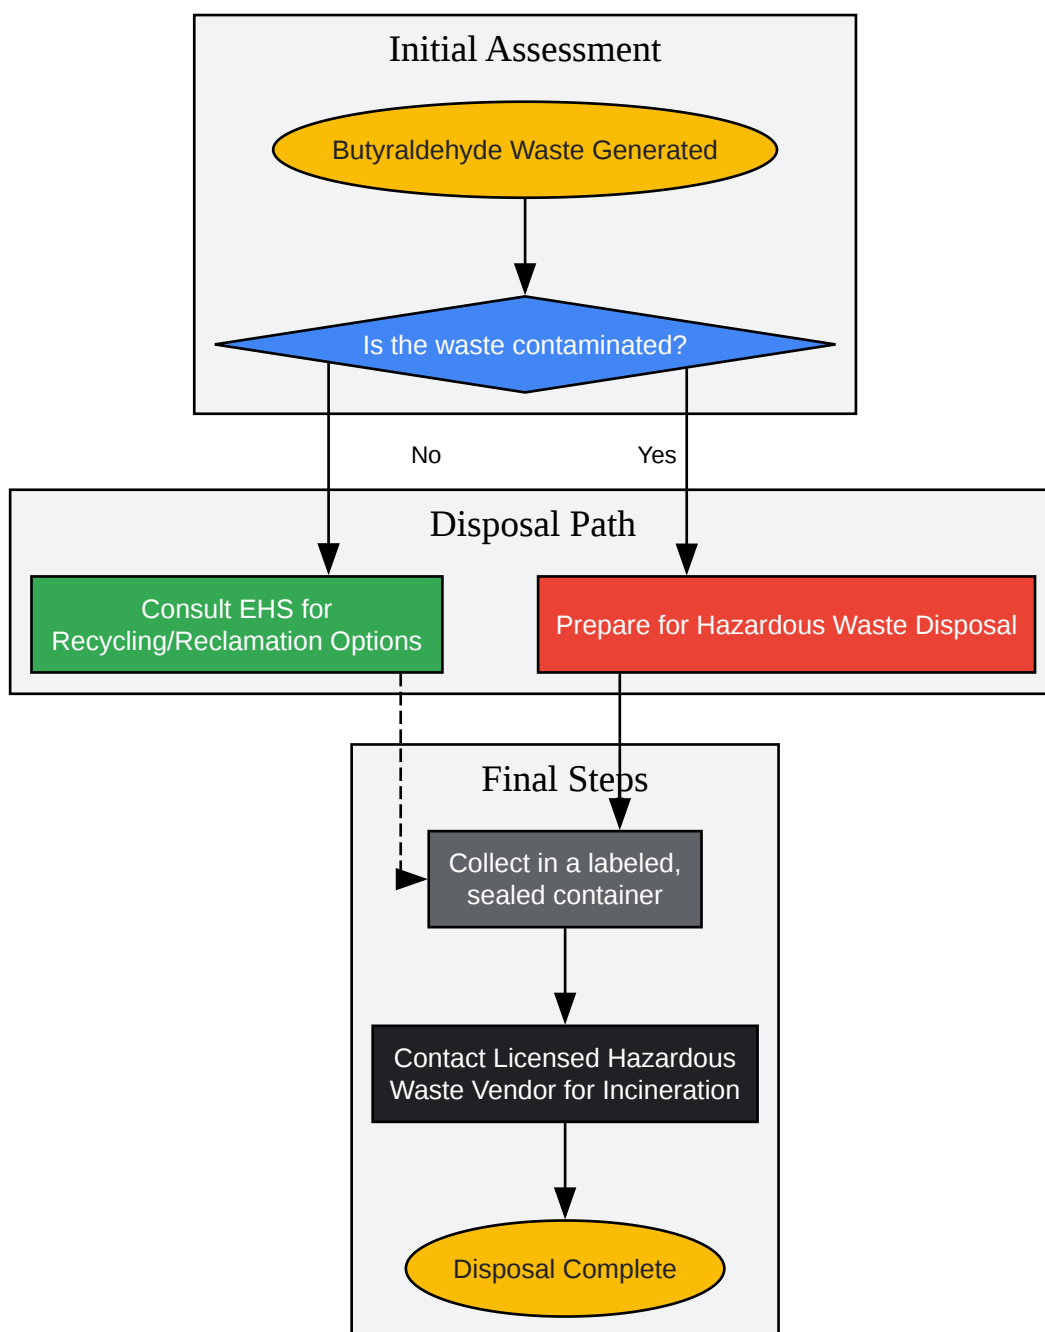 Initial Assessment
Butyraldehyde Waste Generated
Is the waste contaminated?
No
Yes
Disposal Path
Consult EHS for
Recycling/Reclamation Options
Prepare for Hazardous Waste Disposal
Final Steps
Collect in a labeled,
sealed container
Contact Licensed Hazardous
Waste Vendor for Incineration
Disposal Complete